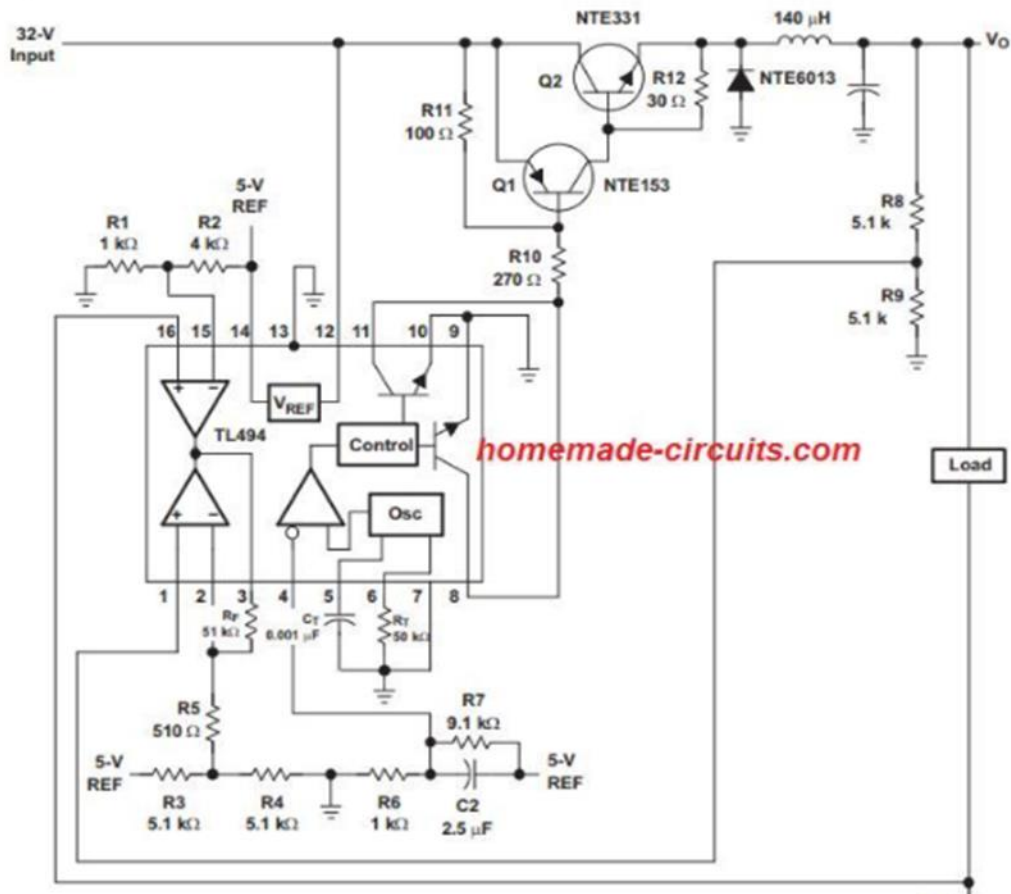 NTE331
140 µH
32-V
Input
VO
Q2
R12
30 Ω
NTE6013
R11
100 Ω
Q1
NTE153
5-V
REF
R1
1 kΩ
R2
4 kΩ
R8
5.1 k
R10
270 Ω
R9
5.1 k
16
15
14
13
12
11
10
9
+
−
VREF
TL494
Control
homemade-circuits.com
Load
+
−
Osc
1
2
3
4
5
6
7
8
RF
51 kΩ
CT
0.001 µF
RT
50 kΩ
R5
510 Ω
R7
9.1 kΩ
5-V
REF
5-V
REF
R3
5.1 kΩ
R4
5.1 kΩ
R6
1 kΩ
C2
2.5 µF